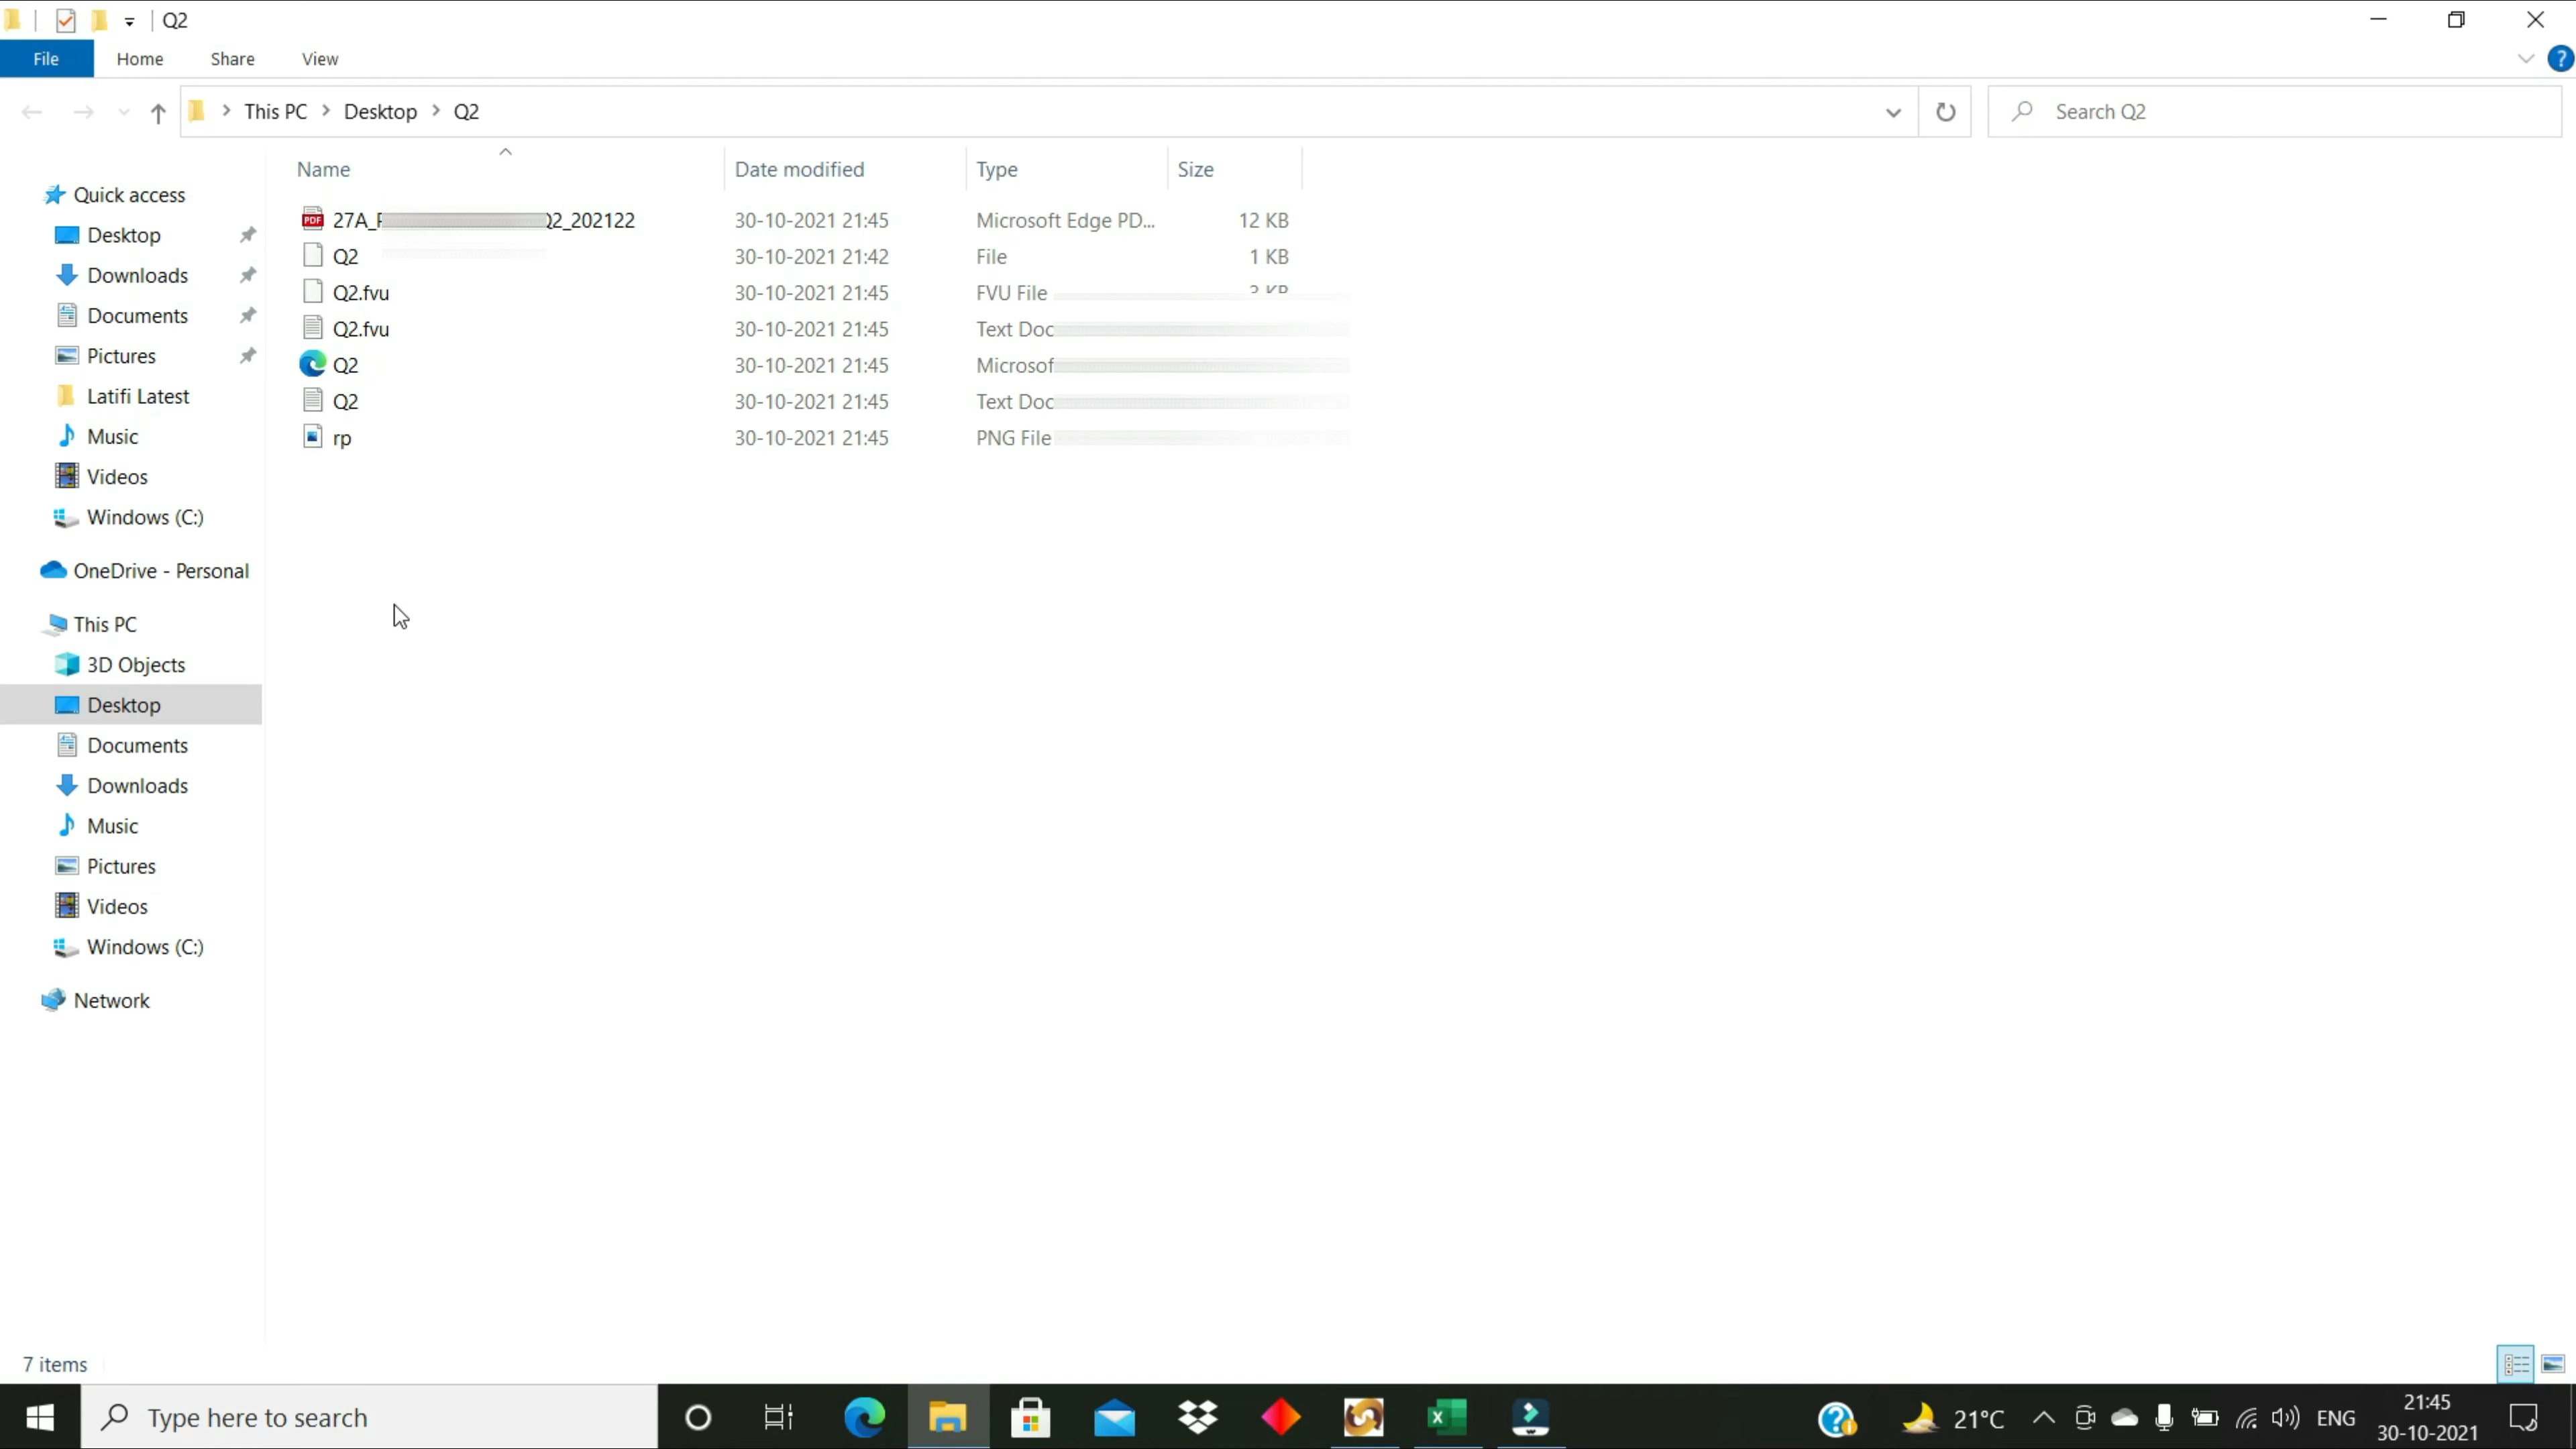 Q2
File Home Share View
This PC Desktop Q2
Search Q2
Name Date modified Type Size
Quick access
Desktop
Downloads
Documents
Pictures
Latifi Latest
Music
Videos
Windows (C:)
OneDrive - Personal
This PC
3D Objects
Desktop
Documents
Downloads
Music
Pictures
Videos
Windows (C:)
Network
PDF 27A_ Q2_202122 30-10-2021 21:45 Microsoft Edge PD... 12 KB
Q2 30-10-2021 21:42 File 1 KB
Q2.fvu 30-10-2021 21:45 FVU File
Q2.fvu 30-10-2021 21:45 Text Doc
Q2 30-10-2021 21:45 Microsof
Q2 30-10-2021 21:45 Text Doc
rp 30-10-2021 21:45 PNG File
7 items
Type here to search
21°C
ENG
21:45
30-10-2021